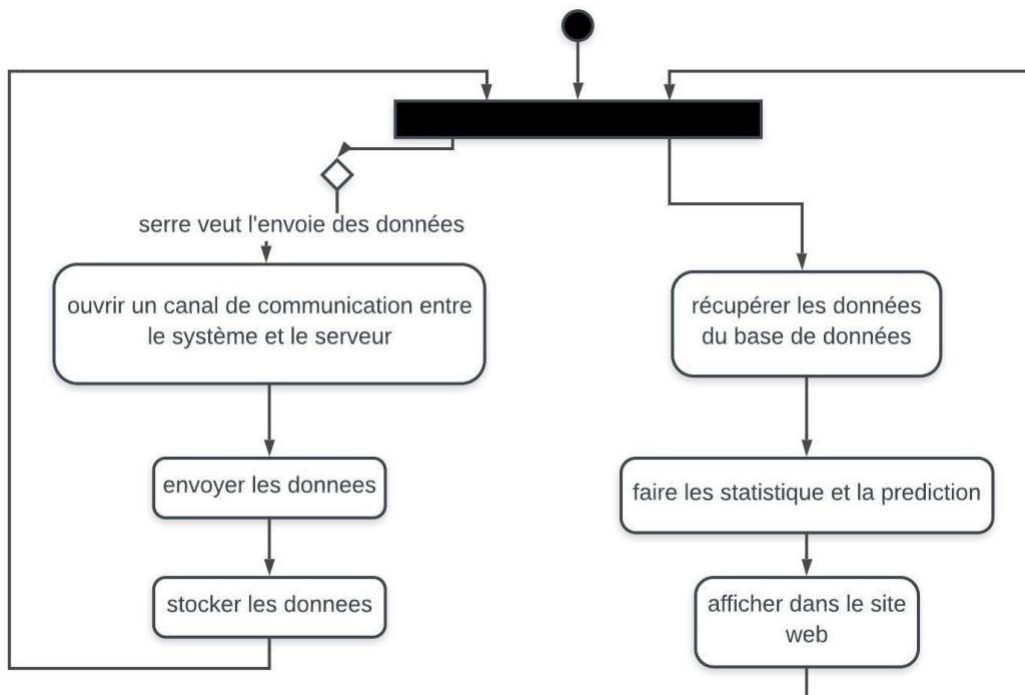 serre veut l'envoie des données
ouvrir un canal de communication entre
le système et le serveur
envoyer les donnees
stocker les donnees
récupérer les données
du base de données
faire les statistique et la prediction
afficher dans le site
web